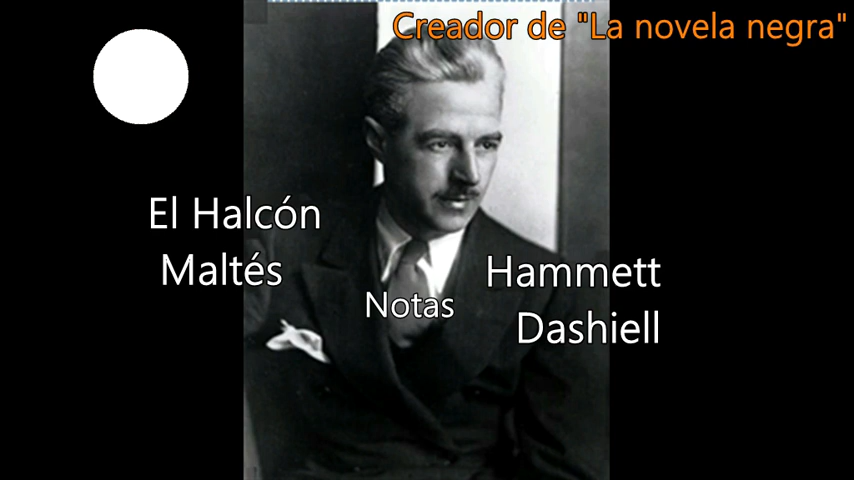 Creador de "La novela negra"
El Halcón
Maltés
Notas
Hammett
Dashiell